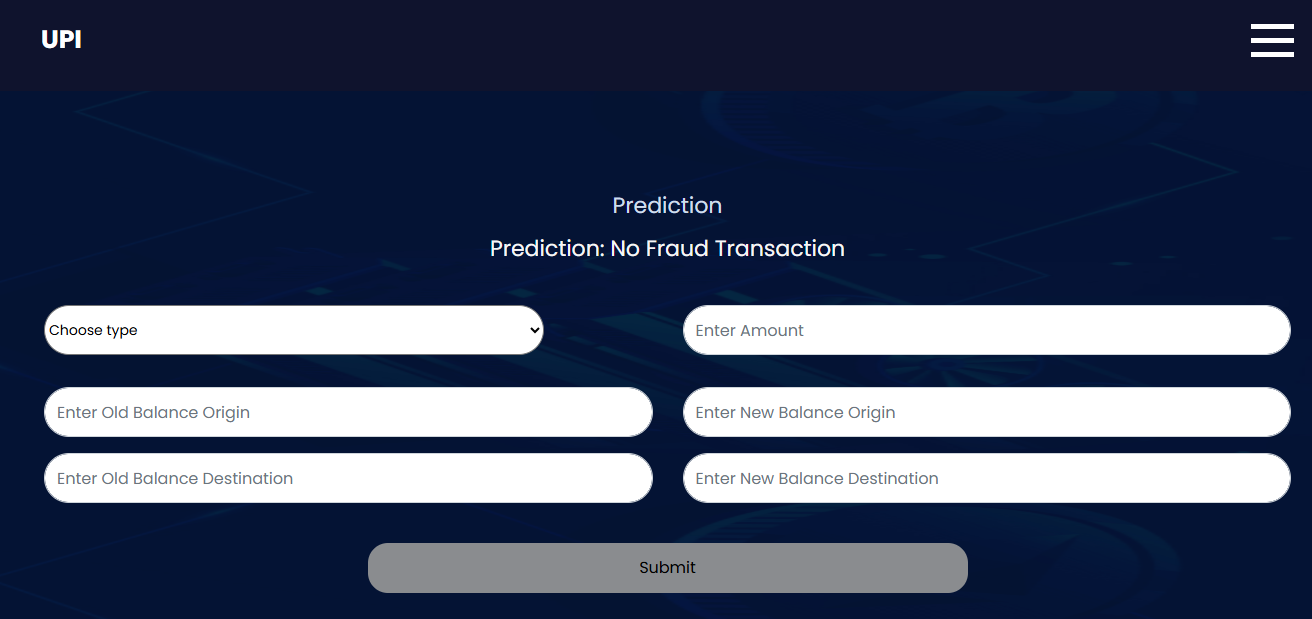 UPI
Prediction
Prediction: No Fraud Transaction
Choose type
Enter Amount
Enter Old Balance Origin
Enter New Balance Origin
Enter Old Balance Destination
Enter New Balance Destination
Submit